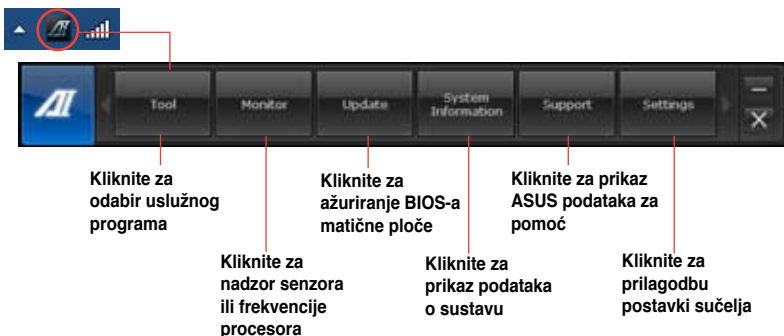 Tool
Monitor
Update
System
Information
Support
Settings
Kliknite za
odabir uslužnog
programa
Kliknite za
nadzor senzora
ili frekvencije
procesora
Kliknite za
ažuriranje BIOS-a
matične ploče
Kliknite za
prikaz podataka
o sustavu
Kliknite za prikaz
ASUS podataka za
pomoć
Kliknite za
prilagodbu
postavki sučelja